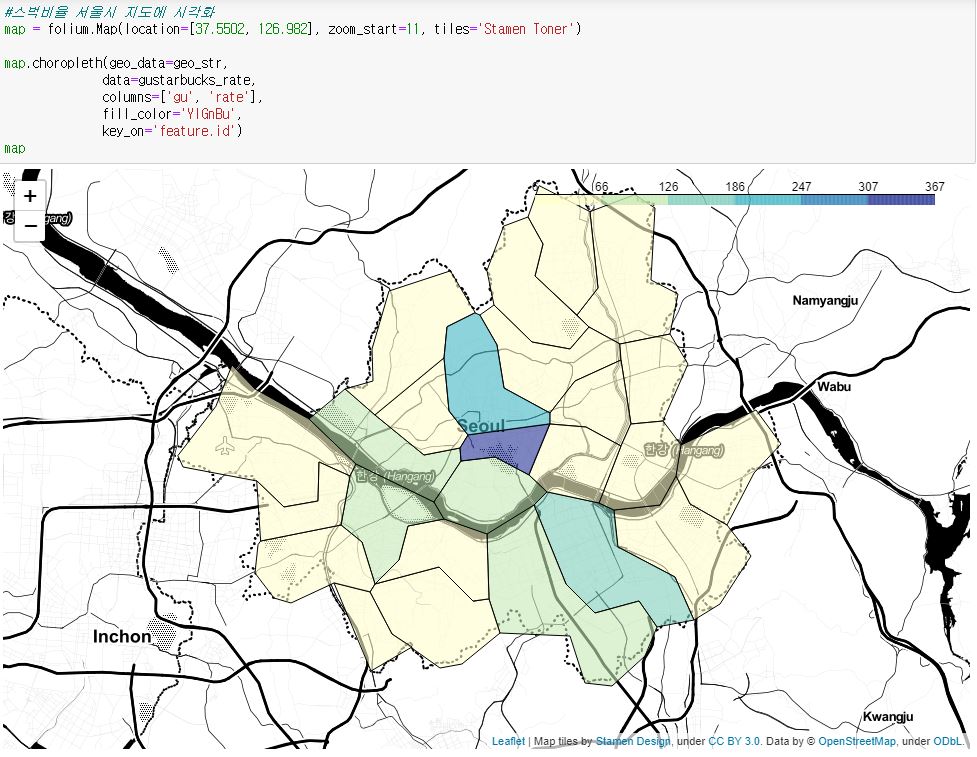 #스벅비율 서울시 지도에 시각화
map = folium.Map(location=[37.5502, 126.982], zoom_start=11, tiles='Stamen Toner')
map.choropleth(geo_data=geo_str,
data=gustarbucks_rate,
columns=['gu', 'rate'],
fill_color='YlGnBu',
key_on='feature.id')
map
+
−
66 126 186 247 307 367
Namyangju
Wabu
Seoul
한강 (Hangang)
한강 (Hangang)
Inchon
Kwangju
Leaflet | Map tiles by Stamen Design, under CC BY 3.0. Data by © OpenStreetMap, under ODbL.